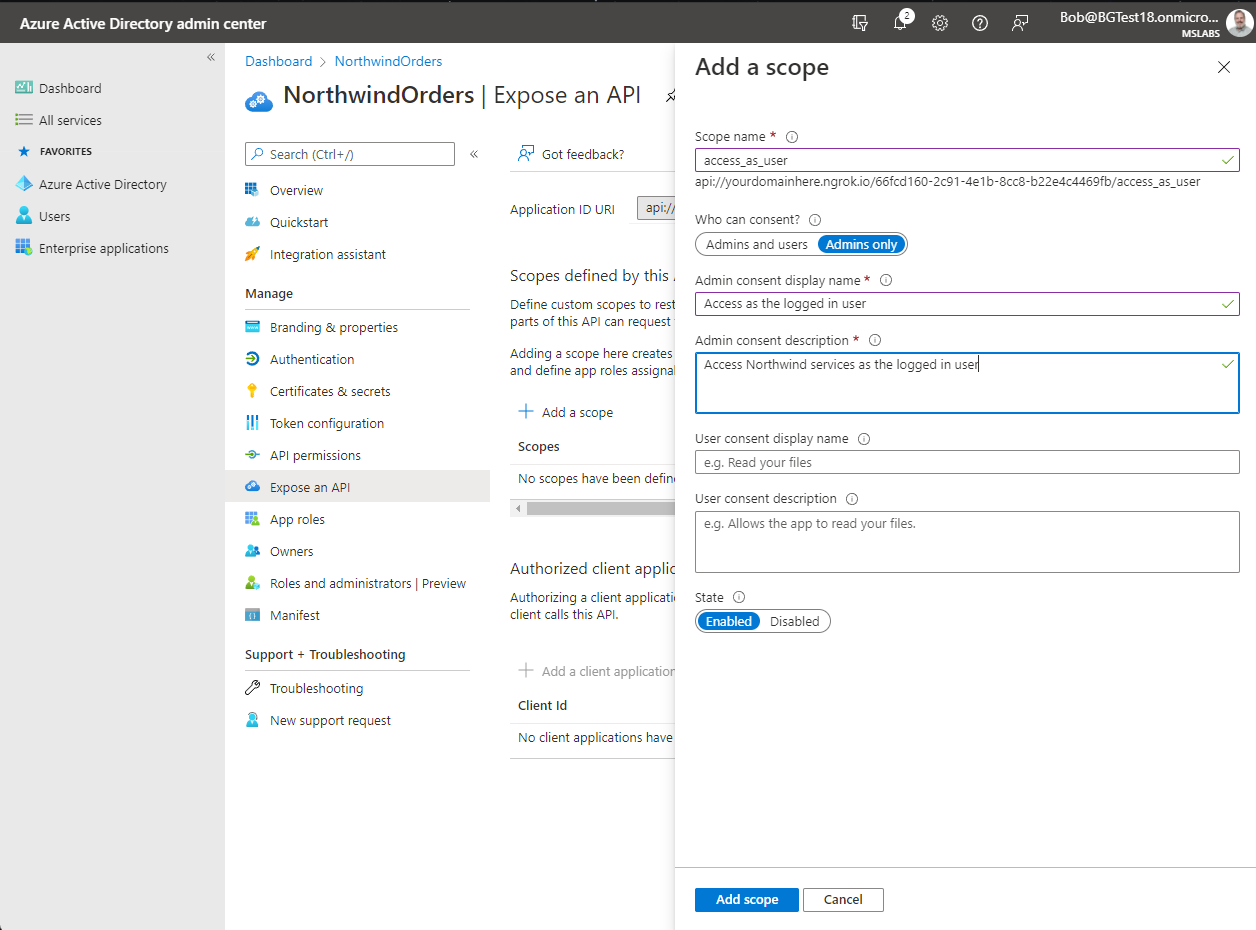 Azure Active Directory admin center
2
Bob@BGTest18.onmicro...
MSLABS
«
Dashboard
All services
FAVORITES
Azure Active Directory
Users
Enterprise applications
Dashboard > NorthwindOrders
NorthwindOrders | Expose an API
Search (Ctrl+/)
«
Overview
Quickstart
Integration assistant
Manage
Branding & properties
Authentication
Certificates & secrets
Token configuration
API permissions
Expose an API
App roles
Owners
Roles and administrators | Preview
Manifest
Support + Troubleshooting
Troubleshooting
New support request
Got feedback?
Application ID URI
api://
Scopes defined by this
Define custom scopes to rest
parts of this API can request
Adding a scope here creates
and define app roles assigna
Add a scope
Scopes
No scopes have been define
Authorized client applic
Authorizing a client applicati
client calls this API.
Add a client application
Client Id
No client applications have
Add a scope
Scope name *
access_as_user
api://yourdomainhere.ngrok.io/66fcd160-2c91-4e1b-8cc8-b22e4c4469fb/access_as_user
Who can consent?
Admins and users Admins only
Admin consent display name *
Access as the logged in user
Admin consent description *
Access Northwind services as the logged in user
User consent display name
e.g. Read your files
User consent description
e.g. Allows the app to read your files.
State
Enabled Disabled
Add scope Cancel